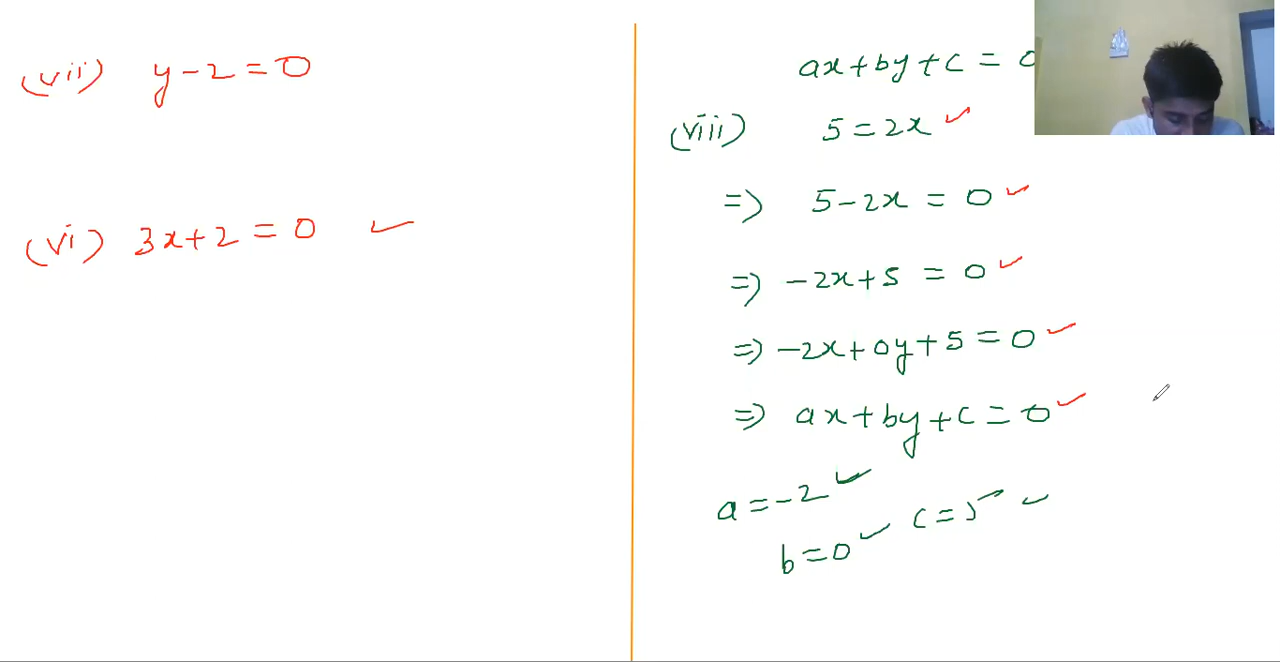 (vii) y-2=0
(vi) 3x+2=0
ax+by+c=0
(viii) 5=2x
=> 5-2x=0
=> -2x+5=0
=> -2x+0y+5=0
=> ax+by+c=0
a=-2
b=0
c=5